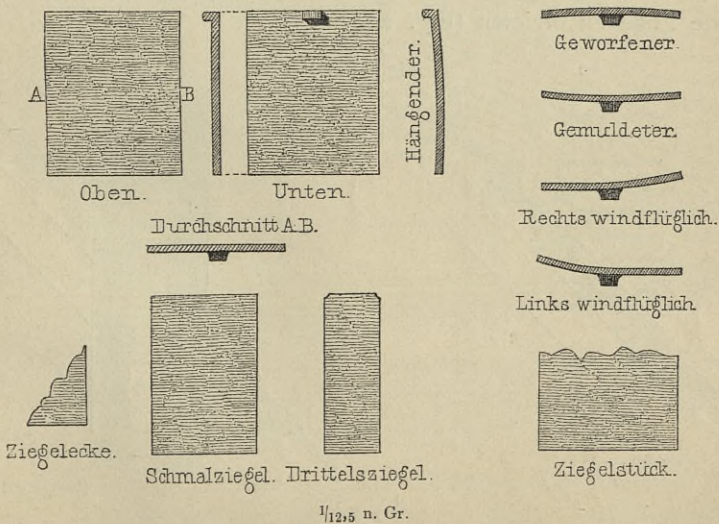 A
B
Oben.
Unten.
Hängender.
Geworfener.
Gemuldeter.
Rechts windflüglich.
Links windflüglich
Durchschnitt A.B.
Ziegelecke.
Schmalziegel.
Drittelsziegel.
Ziegelstück.
1/12,5 n. Gr.